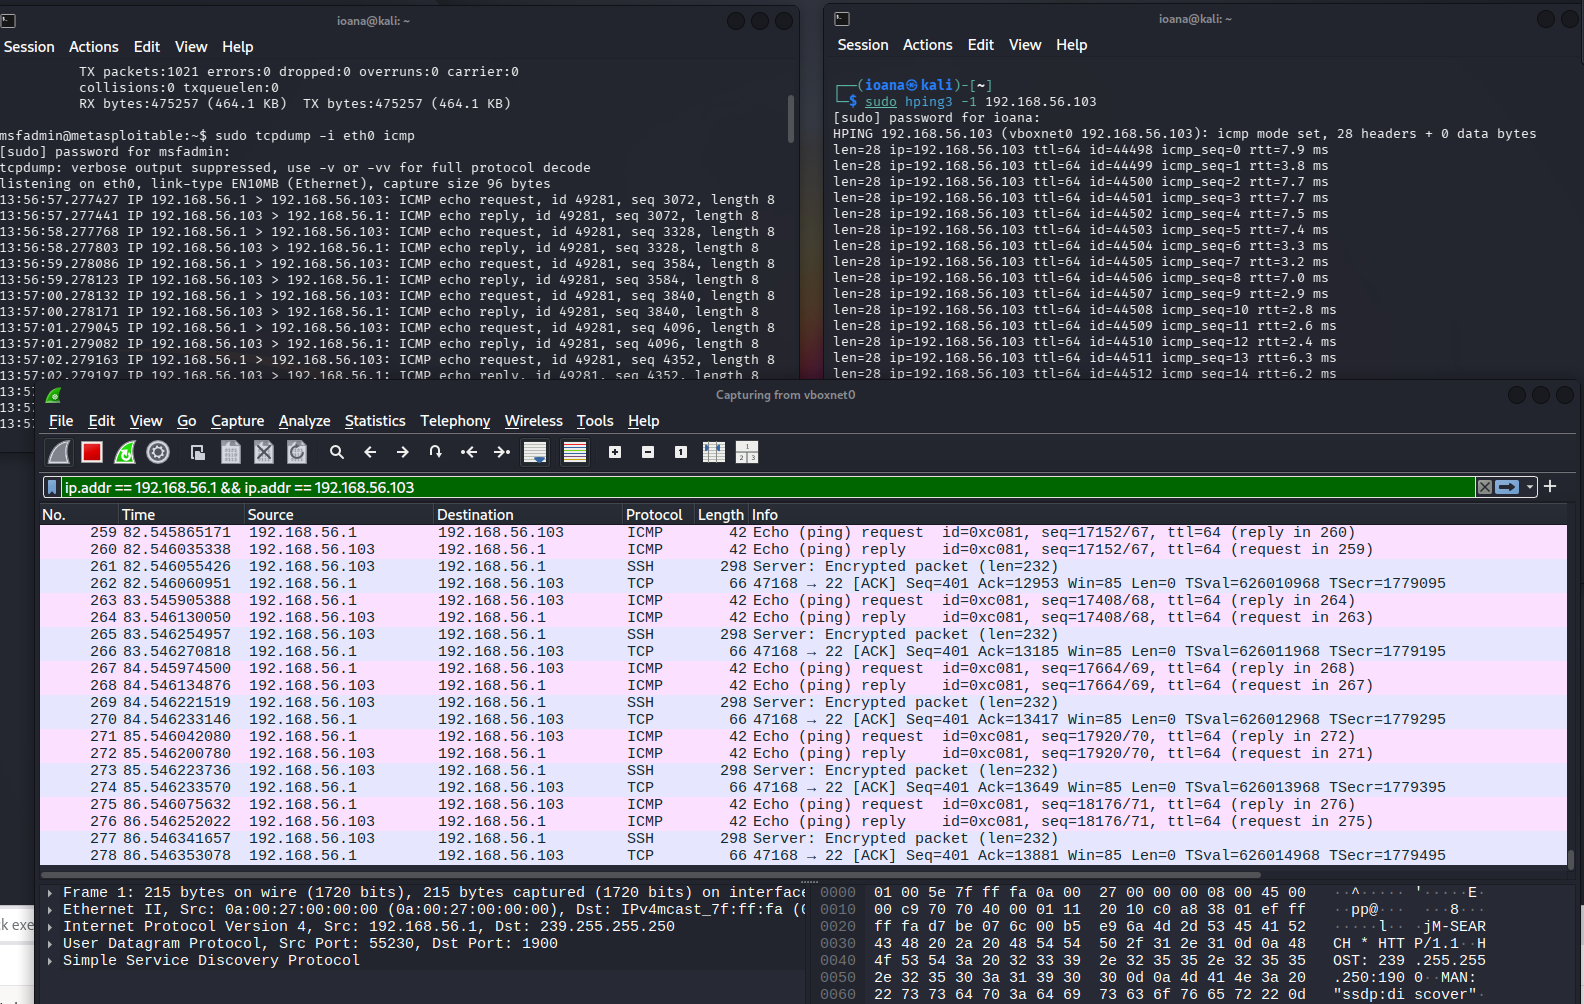 ioana@kali: ~
Session Actions Edit View Help
TX packets:1021 errors:0 dropped:0 overruns:0 carrier:0
collisions:0 txqueuelen:0
RX bytes:475257 (464.1 KB)  TX bytes:475257 (464.1 KB)
msfadmin@metasploitable:~$ sudo tcpdump -i eth0 icmp
[sudo] password for msfadmin:
tcpdump: verbose output suppressed, use -v or -vv for full protocol decode
listening on eth0, link-type EN10MB (Ethernet), capture size 96 bytes
13:56:57.277427 IP 192.168.56.1 > 192.168.56.103: ICMP echo request, id 49281, seq 3072, length 8
13:56:57.277441 IP 192.168.56.103 > 192.168.56.1: ICMP echo reply, id 49281, seq 3072, length 8
13:56:58.277768 IP 192.168.56.1 > 192.168.56.103: ICMP echo request, id 49281, seq 3328, length 8
13:56:58.277803 IP 192.168.56.103 > 192.168.56.1: ICMP echo reply, id 49281, seq 3328, length 8
13:56:59.278086 IP 192.168.56.1 > 192.168.56.103: ICMP echo request, id 49281, seq 3584, length 8
13:56:59.278123 IP 192.168.56.103 > 192.168.56.1: ICMP echo reply, id 49281, seq 3584, length 8
13:57:00.278132 IP 192.168.56.1 > 192.168.56.103: ICMP echo request, id 49281, seq 3840, length 8
13:57:00.278171 IP 192.168.56.103 > 192.168.56.1: ICMP echo reply, id 49281, seq 3840, length 8
13:57:01.279045 IP 192.168.56.1 > 192.168.56.103: ICMP echo request, id 49281, seq 4096, length 8
13:57:01.279082 IP 192.168.56.103 > 192.168.56.1: ICMP echo reply, id 49281, seq 4096, length 8
13:57:02.279163 IP 192.168.56.1 > 192.168.56.103: ICMP echo request, id 49281, seq 4352, length 8
13:57:02.279197 IP 192.168.56.103 > 192.168.56.1: ICMP echo reply, id 49281, seq 4352, length 8
13:57
13:57
13:57
ioana@kali: ~
Session Actions Edit View Help
(ioana㉿kali)-[~]
$ sudo hping3 -1 192.168.56.103
[sudo] password for ioana:
HPING 192.168.56.103 (vboxnet0 192.168.56.103): icmp mode set, 28 headers + 0 data bytes
len=28 ip=192.168.56.103 ttl=64 id=44498 icmp_seq=0 rtt=7.9 ms
len=28 ip=192.168.56.103 ttl=64 id=44499 icmp_seq=1 rtt=3.8 ms
len=28 ip=192.168.56.103 ttl=64 id=44500 icmp_seq=2 rtt=7.7 ms
len=28 ip=192.168.56.103 ttl=64 id=44501 icmp_seq=3 rtt=7.7 ms
len=28 ip=192.168.56.103 ttl=64 id=44502 icmp_seq=4 rtt=7.5 ms
len=28 ip=192.168.56.103 ttl=64 id=44503 icmp_seq=5 rtt=7.4 ms
len=28 ip=192.168.56.103 ttl=64 id=44504 icmp_seq=6 rtt=3.3 ms
len=28 ip=192.168.56.103 ttl=64 id=44505 icmp_seq=7 rtt=3.2 ms
len=28 ip=192.168.56.103 ttl=64 id=44506 icmp_seq=8 rtt=7.0 ms
len=28 ip=192.168.56.103 ttl=64 id=44507 icmp_seq=9 rtt=2.9 ms
len=28 ip=192.168.56.103 ttl=64 id=44508 icmp_seq=10 rtt=2.8 ms
len=28 ip=192.168.56.103 ttl=64 id=44509 icmp_seq=11 rtt=2.6 ms
len=28 ip=192.168.56.103 ttl=64 id=44510 icmp_seq=12 rtt=2.4 ms
len=28 ip=192.168.56.103 ttl=64 id=44511 icmp_seq=13 rtt=6.3 ms
len=28 ip=192.168.56.103 ttl=64 id=44512 icmp_seq=14 rtt=6.2 ms
Capturing from vboxnet0
File Edit View Go Capture Analyze Statistics Telephony Wireless Tools Help
ip.addr == 192.168.56.1 && ip.addr == 192.168.56.103
No. Time Source Destination Protocol Length Info
259 82.545865171 192.168.56.1 192.168.56.103 ICMP 42 Echo (ping) request id=0xc081, seq=17152/67, ttl=64 (reply in 260)
260 82.546035338 192.168.56.103 192.168.56.1 ICMP 42 Echo (ping) reply id=0xc081, seq=17152/67, ttl=64 (request in 259)
261 82.546055426 192.168.56.103 192.168.56.1 SSH 298 Server: Encrypted packet (len=232)
262 82.546060951 192.168.56.1 192.168.56.103 TCP 66 47168 → 22 [ACK] Seq=401 Ack=12953 Win=85 Len=0 TSval=626010968 TSecr=1779095
263 83.545905388 192.168.56.1 192.168.56.103 ICMP 42 Echo (ping) request id=0xc081, seq=17408/68, ttl=64 (reply in 264)
264 83.546130050 192.168.56.103 192.168.56.1 ICMP 42 Echo (ping) reply id=0xc081, seq=17408/68, ttl=64 (request in 263)
265 83.546254957 192.168.56.103 192.168.56.1 SSH 298 Server: Encrypted packet (len=232)
266 83.546270818 192.168.56.1 192.168.56.103 TCP 66 47168 → 22 [ACK] Seq=401 Ack=13185 Win=85 Len=0 TSval=626011968 TSecr=1779195
267 84.545974500 192.168.56.1 192.168.56.103 ICMP 42 Echo (ping) request id=0xc081, seq=17664/69, ttl=64 (reply in 268)
268 84.546134876 192.168.56.103 192.168.56.1 ICMP 42 Echo (ping) reply id=0xc081, seq=17664/69, ttl=64 (request in 267)
269 84.546221519 192.168.56.103 192.168.56.1 SSH 298 Server: Encrypted packet (len=232)
270 84.546233146 192.168.56.1 192.168.56.103 TCP 66 47168 → 22 [ACK] Seq=401 Ack=13417 Win=85 Len=0 TSval=626012968 TSecr=1779295
271 85.546042080 192.168.56.1 192.168.56.103 ICMP 42 Echo (ping) request id=0xc081, seq=17920/70, ttl=64 (reply in 272)
272 85.546200780 192.168.56.103 192.168.56.1 ICMP 42 Echo (ping) reply id=0xc081, seq=17920/70, ttl=64 (request in 271)
273 85.546223736 192.168.56.103 192.168.56.1 SSH 298 Server: Encrypted packet (len=232)
274 85.546233570 192.168.56.1 192.168.56.103 TCP 66 47168 → 22 [ACK] Seq=401 Ack=13649 Win=85 Len=0 TSval=626013968 TSecr=1779395
275 86.546075632 192.168.56.1 192.168.56.103 ICMP 42 Echo (ping) request id=0xc081, seq=18176/71, ttl=64 (reply in 276)
276 86.546252022 192.168.56.103 192.168.56.1 ICMP 42 Echo (ping) reply id=0xc081, seq=18176/71, ttl=64 (request in 275)
277 86.546341657 192.168.56.103 192.168.56.1 SSH 298 Server: Encrypted packet (len=232)
278 86.546353078 192.168.56.1 192.168.56.103 TCP 66 47168 → 22 [ACK] Seq=401 Ack=13881 Win=85 Len=0 TSval=626014968 TSecr=1779495
Frame 1: 215 bytes on wire (1720 bits), 215 bytes captured (1720 bits) on interface
Ethernet II, Src: 0a:00:27:00:00:00 (0a:00:27:00:00:00), Dst: IPv4mcast_7f:ff:fa (0
Internet Protocol Version 4, Src: 192.168.56.1, Dst: 239.255.255.250
User Datagram Protocol, Src Port: 55230, Dst Port: 1900
Simple Service Discovery Protocol
0000 01 00 5e 7f ff fa 0a 00 27 00 00 00 08 00 45 00 ··^····· '·····E·
0010 00 c9 70 70 40 00 01 11 20 10 c0 a8 38 01 ef ff ··pp@··· ···8···
0020 ff fa d7 be 07 6c 00 b5 e9 6a 4d 2d 53 45 41 52 ·····l·· ·jM-SEAR
0030 43 48 20 2a 20 48 54 54 50 2f 31 2e 31 0d 0a 48 CH * HTT P/1.1··H
0040 4f 53 54 3a 20 32 33 39 2e 32 35 35 2e 32 35 35 OST: 239 .255.255
0050 2e 32 35 30 3a 31 39 30 30 0d 0a 4d 41 4e 3a 20 .250:190 0··MAN:
0060 22 73 73 64 70 3a 64 69 73 63 6f 76 65 72 22 0d "ssdp:di scover"·
ck exe